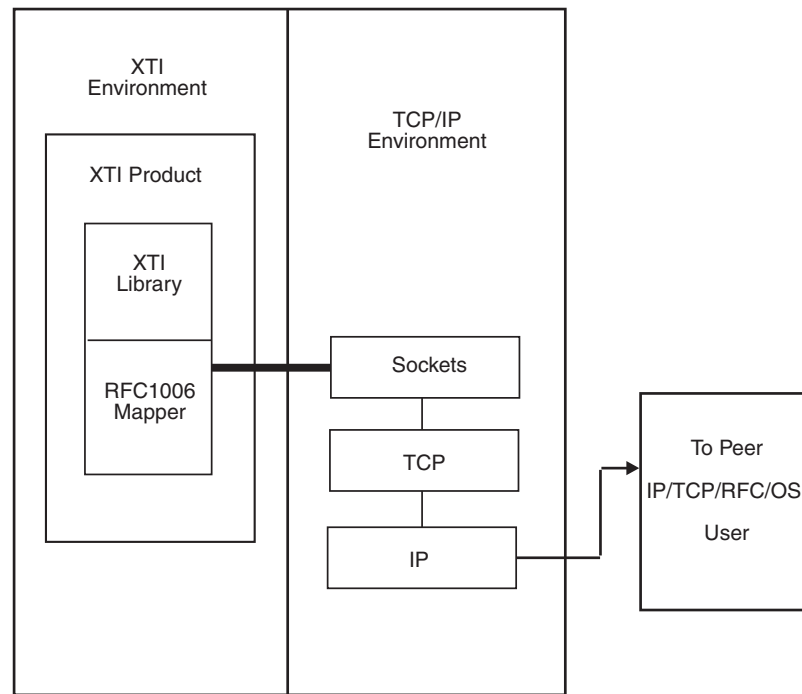 XTI
Environment
XTI Product
XTI
Library
RFC1006
Mapper
TCP/IP
Environment
Sockets
TCP
IP
To Peer
IP/TCP/RFC/OS
User